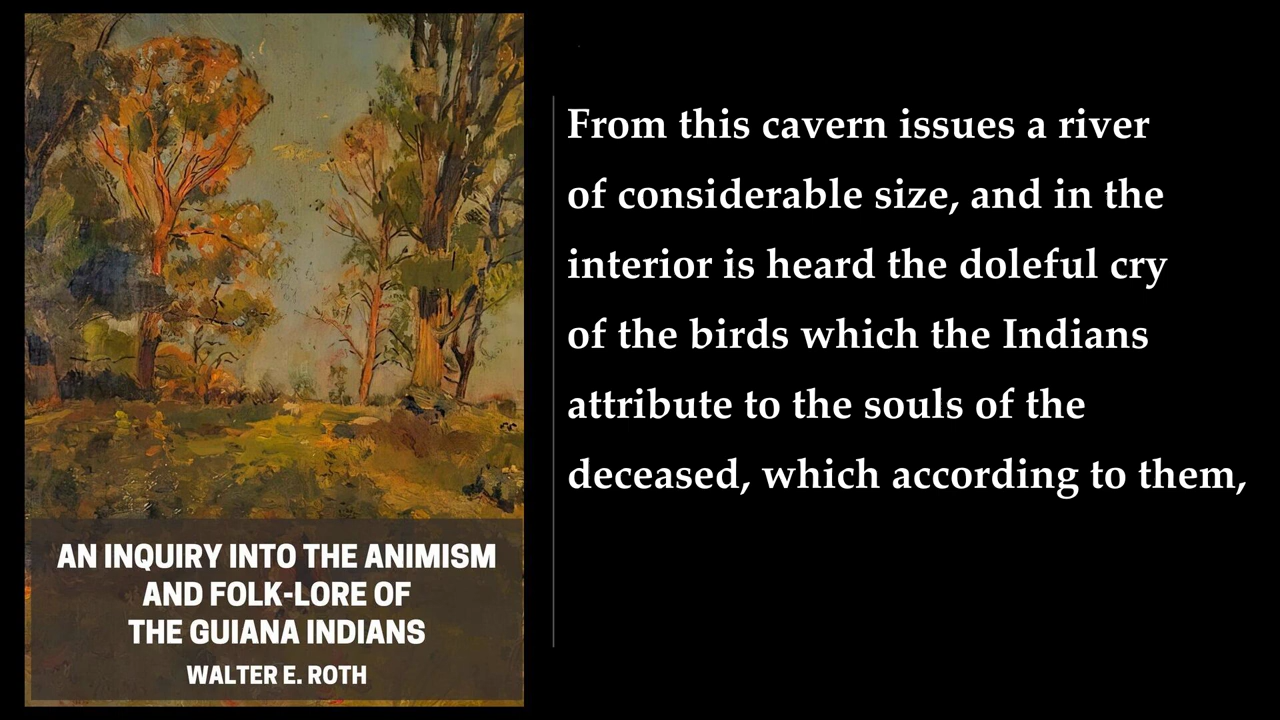 From this cavern issues a river
of considerable size, and in the
interior is heard the doleful cry
of the birds which the Indians
attribute to the souls of the
deceased, which according to them,
AN INQUIRY INTO THE ANIMISM
AND FOLK-LORE OF
THE GUIANA INDIANS
WALTER E. ROTH